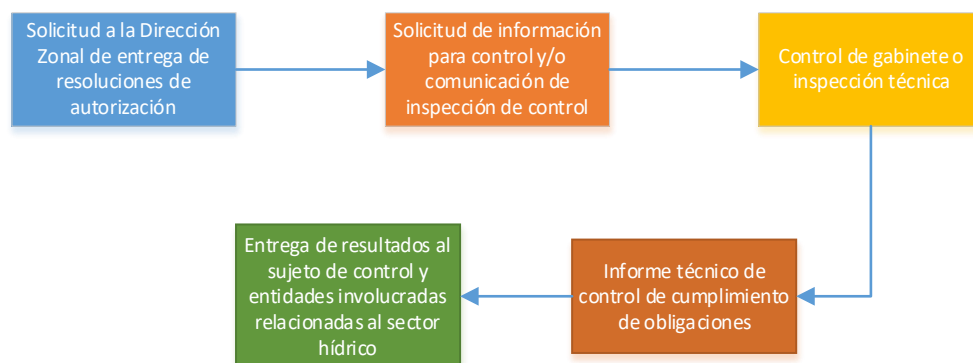 Solicitud a la Dirección
Zonal de entrega de
resoluciones de
autorización
Solicitud de información
para control y/o
comunicación de
inspección de control
Control de gabinete o
inspección técnica
Informe técnico de
control de cumplimiento
de obligaciones
Entrega de resultados al
sujeto de control y
entidades involucradas
relacionadas al sector
hídrico